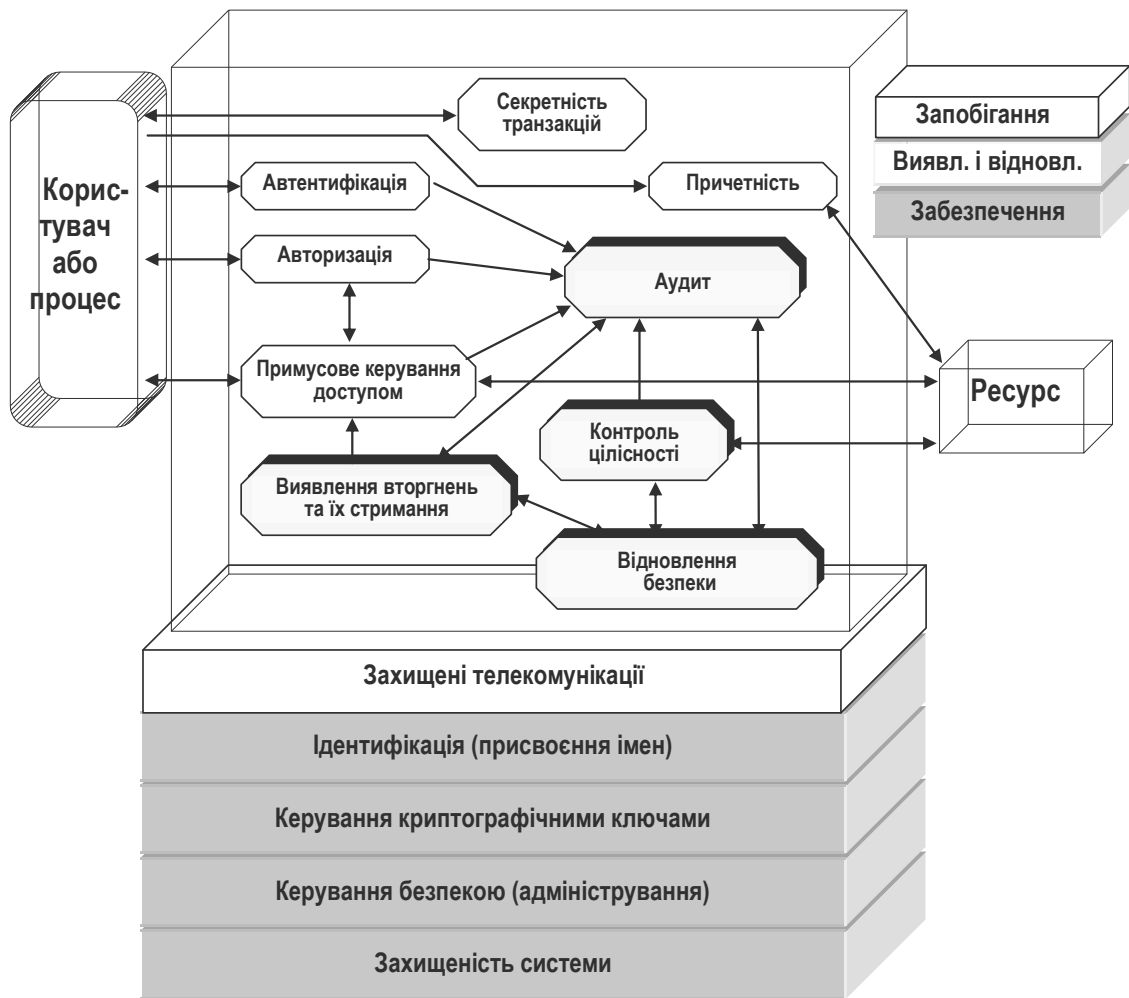 Секретність
транзакцій
Запобігання
Виявл. і відновл.
Забезпечення
Корис-
тувач
або
процес
Автентифікація
Причетність
Авторизація
Аудит
Примусове керування
доступом
Ресурс
Контроль
цілісності
Виявлення вторгнень
та їх стримання
Відновлення
безпеки
Захищені телекомунікації
Ідентифікація (присвоєння імен)
Керування криптографічними ключами
Керування безпекою (адміністрування)
Захищеність системи